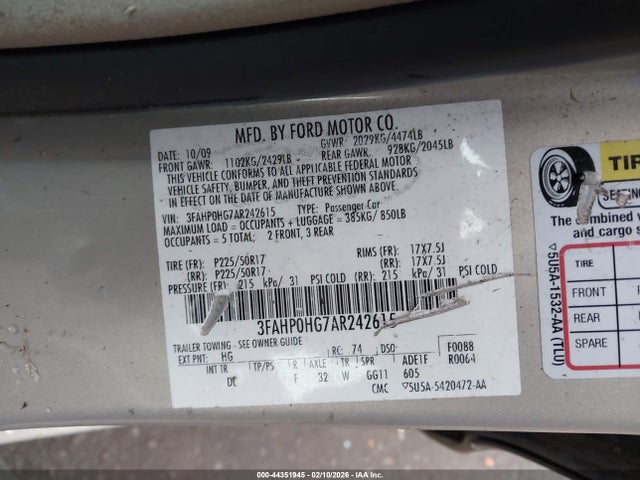 MFD. BY FORD MOTOR CO.
10/09 GVWR: 2029KG/4474LB
FRONT GAWR: 1102KG/2429LB REAR GAWR: 928KG/2045LB
THIS VEHICLE CONFORMS TO ALL APPLICABLE FEDERAL MOTOR
VEHICLE SAFETY, BUMPER, AND THEFT PREVENTION STANDARDS
IN EFFECT ON THE DATE OF MANUFACTURE SHOWN ABOVE.
VIN: 3FAHP0HG7AR242615 TYPE: Passenger Car
MAXIMUM LOAD = OCCUPANTS + LUGGAGE = 385KG/ 850LB
OCCUPANTS = 5 TOTAL; 2 FRONT, 3 REAR
TIRE (FR): P225/50R17 RIMS (FR): 17X7.5J
(RR): P225/50R17 (RR): 17X7.5J
PRESSURE (FR): 215 kPa/ 31 PSI COLD (RR): 215 kPa/ 31 PSI COLD
3FAHP0HG7AR242615
TRAILER TOWING - SEE OWNER GUIDE
F0088
EXT PNT: HG RC: 74 DSO: R0064
INT TR TP/PS R AXLE TR SPR ADE1F
DC F 32 W GG11 605
CMC ▽5U5A-5420472-AA
TIR
SEATING
The combined
and cargo s
TIRE
FRONT
REAR
SPARE
▽5U5A-1532-AA (TLU)
000-44351945 - 02/10/2026 - IAA Inc.